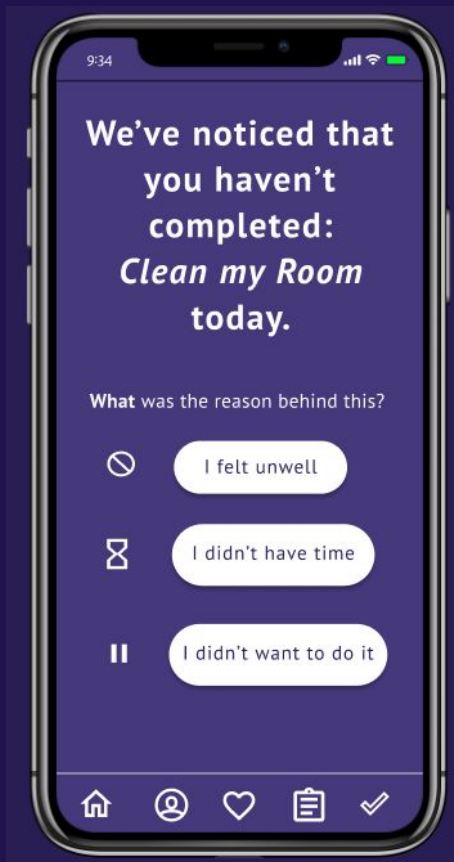 9:34
We’ve noticed that
you haven’t
completed:
Clean my Room
today.
What was the reason behind this?
I felt unwell
I didn’t have time
I didn’t want to do it